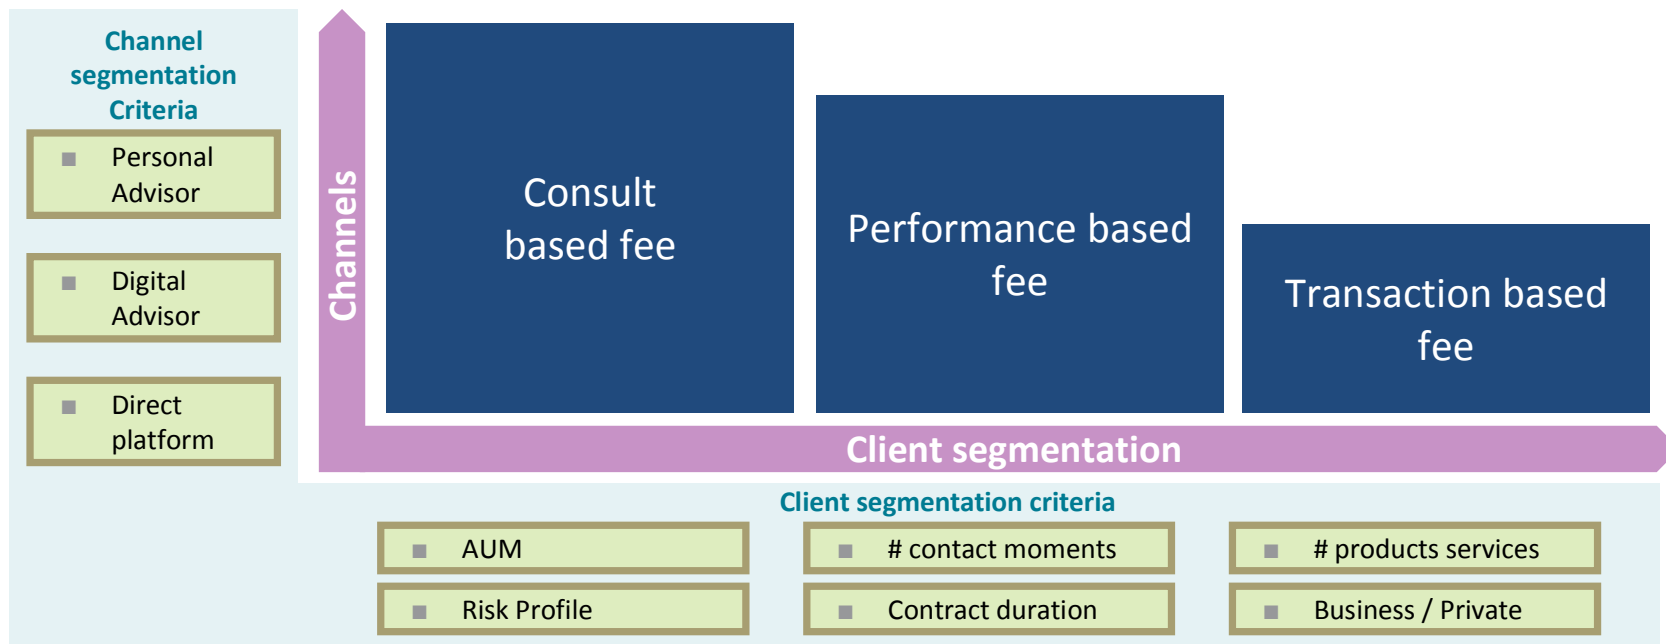 Channel
segmentation
Criteria
Personal
Advisor
Digital
Advisor
Direct
platform
Channels
Consult
based fee
Performance based
fee
Transaction based
fee
Client segmentation
Client segmentation criteria
AUM
# contact moments
# products services
Risk Profile
Contract duration
Business / Private